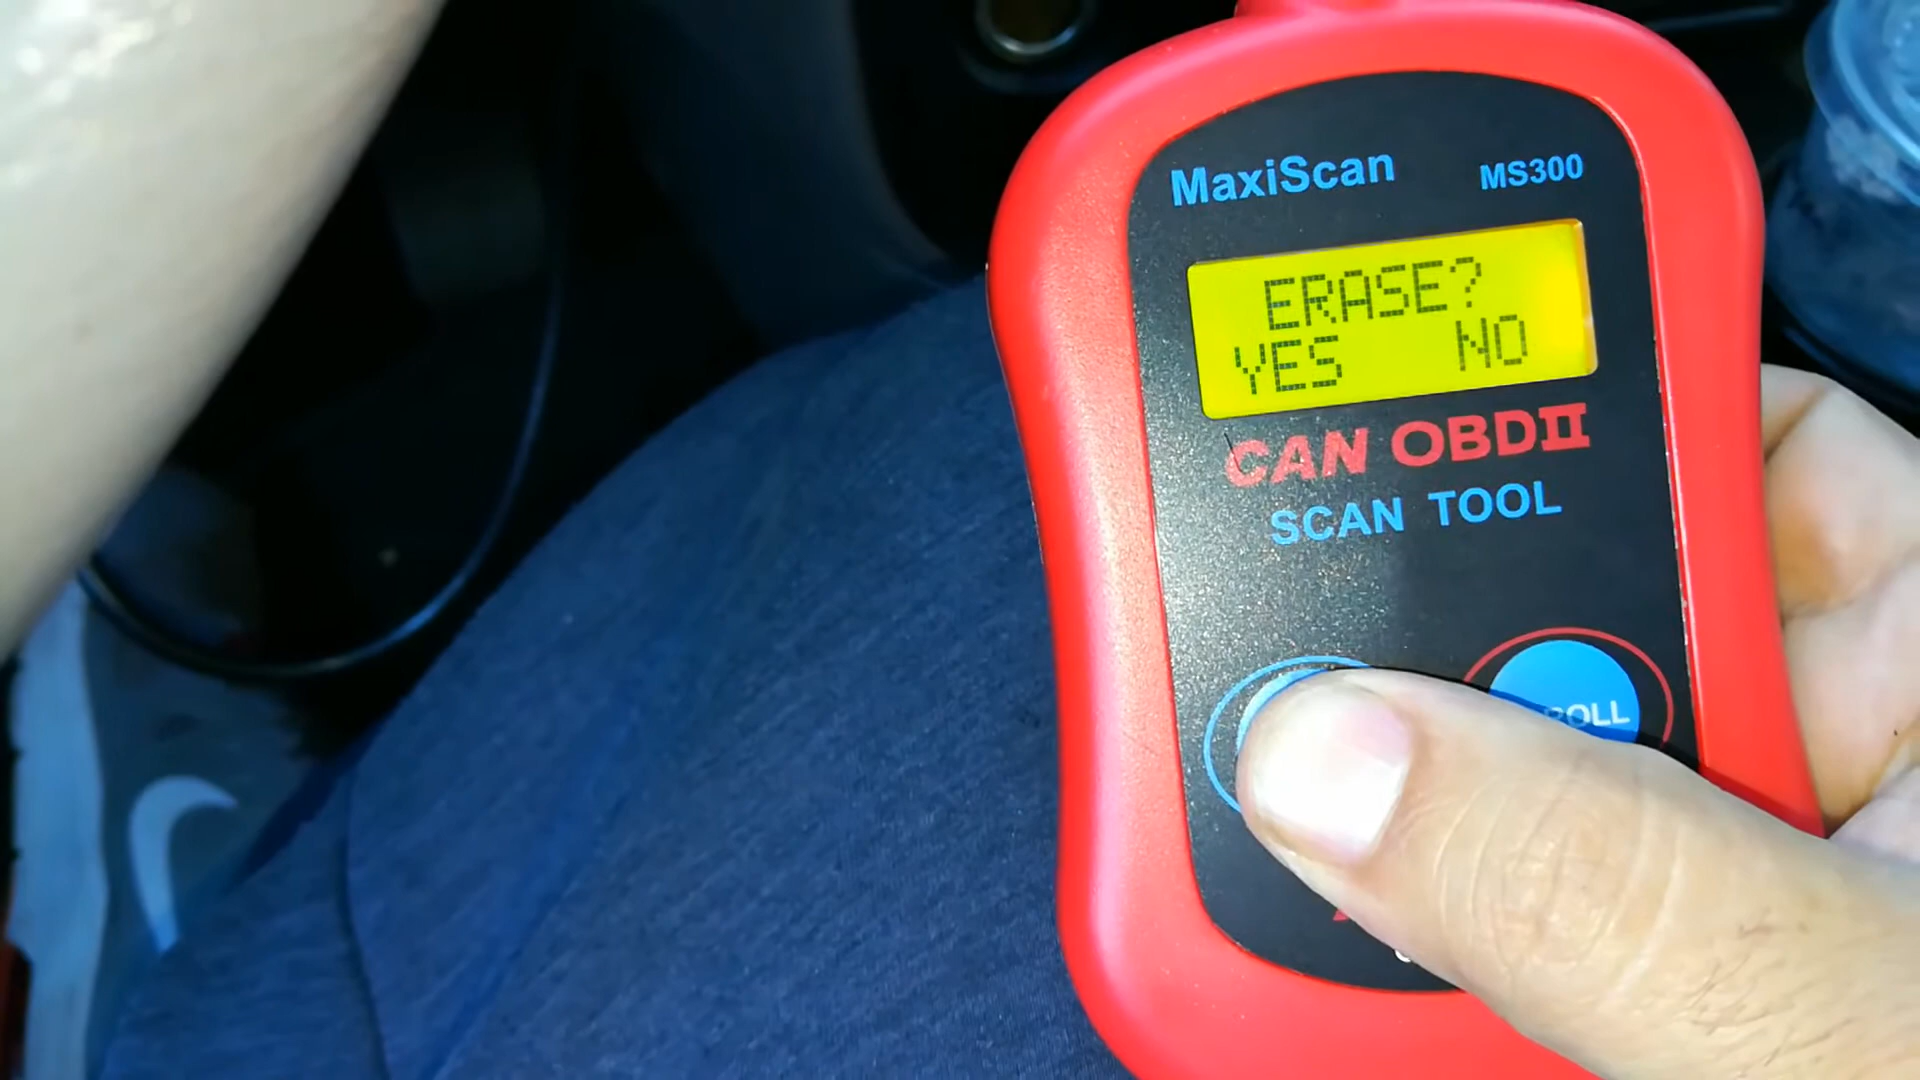 MaxiScan MS300
ERASE?
YES NO
CAN OBDII
SCAN TOOL